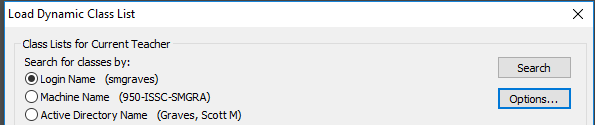 Load Dynamic Class List
Class Lists for Current Teacher
Search for classes by:
Login Name (smgraves)
Search
Machine Name (950-ISSC-SMGRA)
Options...
Active Directory Name (Graves, Scott M)